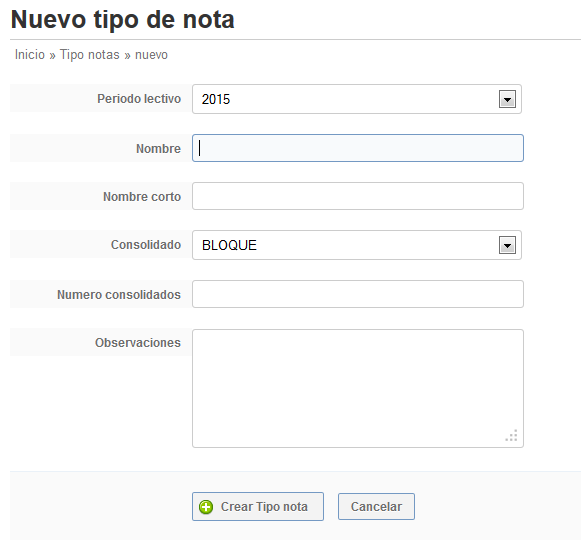 Nuevo tipo de nota
Inicio » Tipo notas » nuevo
Periodo lectivo 2015
Nombre
Nombre corto
Consolidado BLOQUE
Numero consolidados
Observaciones
Crear Tipo nota Cancelar